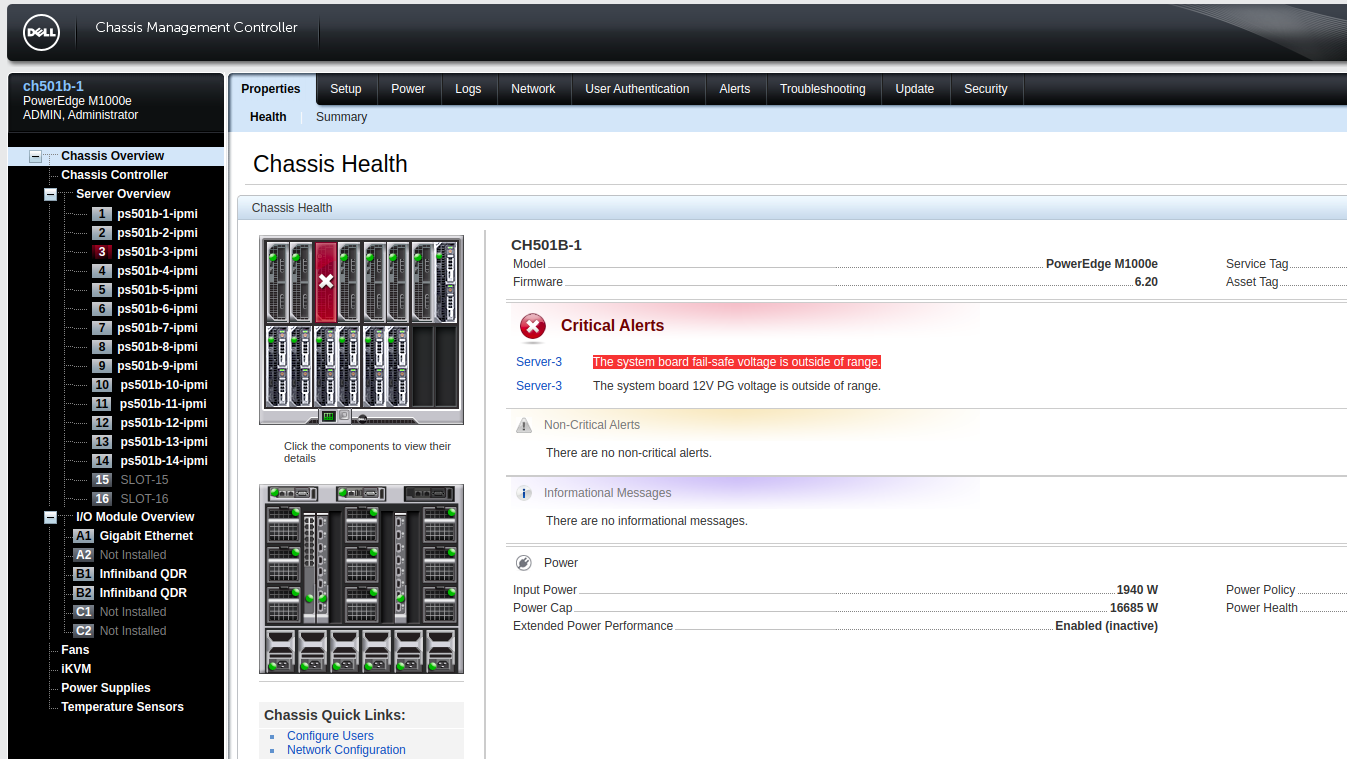 DELL
Chassis Management Controller
ch501b-1
PowerEdge M1000e
ADMIN, Administrator
Properties Setup Power Logs Network User Authentication Alerts Troubleshooting Update Security
Health Summary
Chassis Overview
Chassis Controller
Server Overview
1 ps501b-1-ipmi
2 ps501b-2-ipmi
3 ps501b-3-ipmi
4 ps501b-4-ipmi
5 ps501b-5-ipmi
6 ps501b-6-ipmi
7 ps501b-7-ipmi
8 ps501b-8-ipmi
9 ps501b-9-ipmi
10 ps501b-10-ipmi
11 ps501b-11-ipmi
12 ps501b-12-ipmi
13 ps501b-13-ipmi
14 ps501b-14-ipmi
15 SLOT-15
16 SLOT-16
I/O Module Overview
A1 Gigabit Ethernet
A2 Not Installed
B1 Infiniband QDR
B2 Infiniband QDR
C1 Not Installed
C2 Not Installed
Fans
iKVM
Power Supplies
Temperature Sensors
Chassis Health
Chassis Health
Click the components to view their
details
Chassis Quick Links:
Configure Users
Network Configuration
CH501B-1
Model PowerEdge M1000e Service Tag
Firmware 6.20 Asset Tag
Critical Alerts
Server-3 The system board fail-safe voltage is outside of range.
Server-3 The system board 12V PG voltage is outside of range.
Non-Critical Alerts
There are no non-critical alerts.
Informational Messages
There are no informational messages.
Power
Input Power 1940 W Power Policy
Power Cap 16685 W Power Health
Extended Power Performance Enabled (inactive)